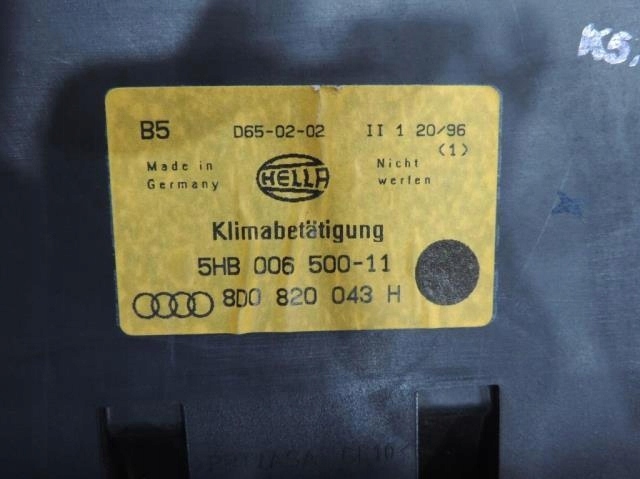 B5 D65-02-02 II 1 20/96
(1)
Made in Germany
HELLA
Nicht werfen
Klimabetätigung
5HB 006 500-11
8D0 820 043 H